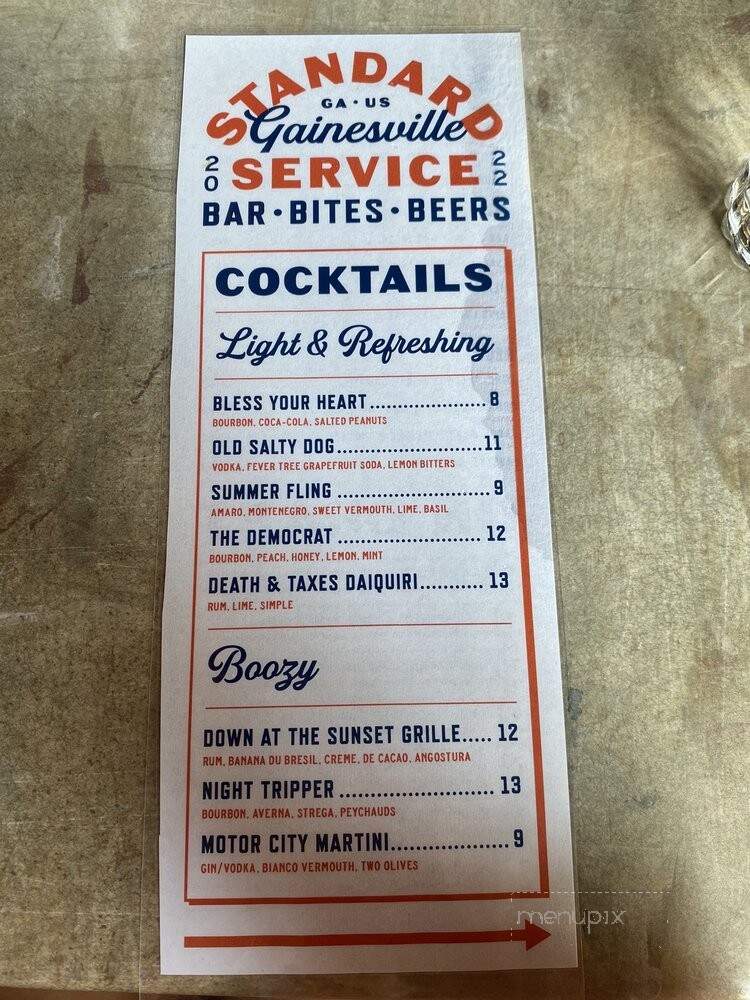 STANDARD
GA · US
Gainesville
20 SERVICE 22
BAR · BITES · BEERS
COCKTAILS
Light & Refreshing
BLESS YOUR HEART.....................8
BOURBON, COCA-COLA, SALTED PEANUTS
OLD SALTY DOG..........................11
VODKA, FEVER TREE GRAPEFRUIT SODA, LEMON BITTERS
SUMMER FLING ...........................9
AMARO, MONTENEGRO, SWEET VERMOUTH, LIME, BASIL
THE DEMOCRAT .......................... 12
BOURBON, PEACH, HONEY, LEMON, MINT
DEATH & TAXES DAIQUIRI........... 13
RUM, LIME, SIMPLE
Boozy
DOWN AT THE SUNSET GRILLE..... 12
RUM, BANANA DU BRESIL, CREME, DE CACAO, ANGOSTURA
NIGHT TRIPPER ........................... 13
BOURBON, AVERNA, STREGA, PEYCHAUDS
MOTOR CITY MARTINI.................... 9
GIN/VODKA, BIANCO VERMOUTH, TWO OLIVES
menupix